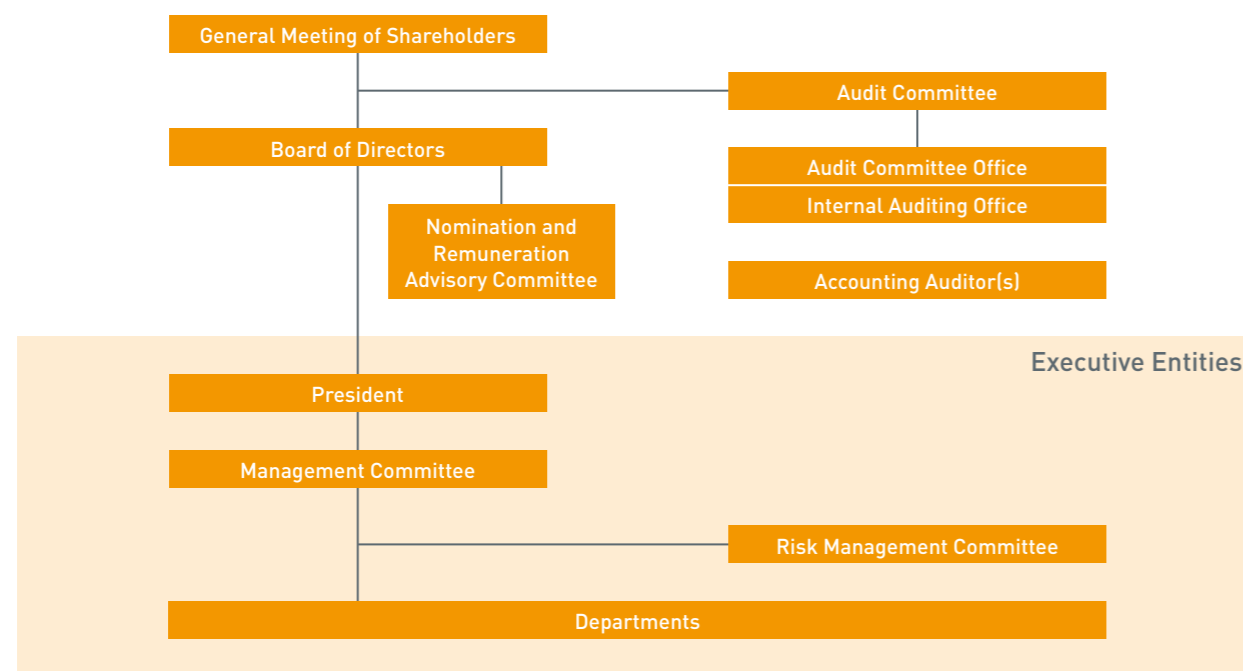 General Meeting of Shareholders
Audit Committee
Board of Directors
Audit Committee Office
Internal Auditing Office
Nomination and
Remuneration
Advisory Committee
Accounting Auditor(s)
Executive Entities
President
Management Committee
Risk Management Committee
Departments